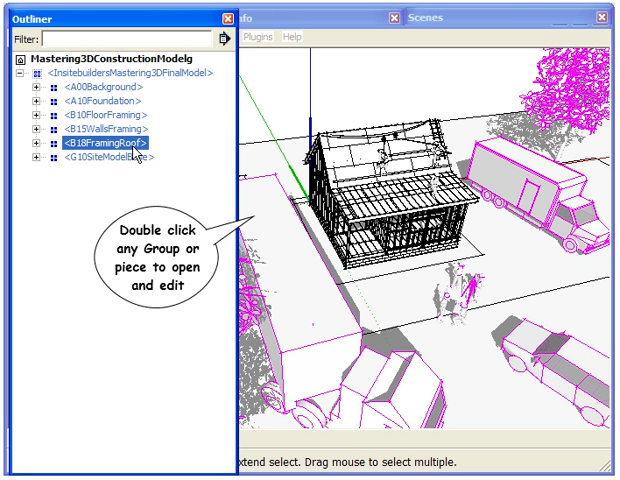 Outliner
nfo
Scenes
Filter:
Plugins Help
Mastering3DConstructionModelg
<InsitebuildersMastering3DFinalModel>
<A00Background>
<A10Foundation>
<B10FloorFraming>
<B15WallsFraming>
<B18FramingRoof>
<G10SiteModelBase>
Double click
any Group or
piece to open
and edit
xtend select. Drag mouse to select multiple.